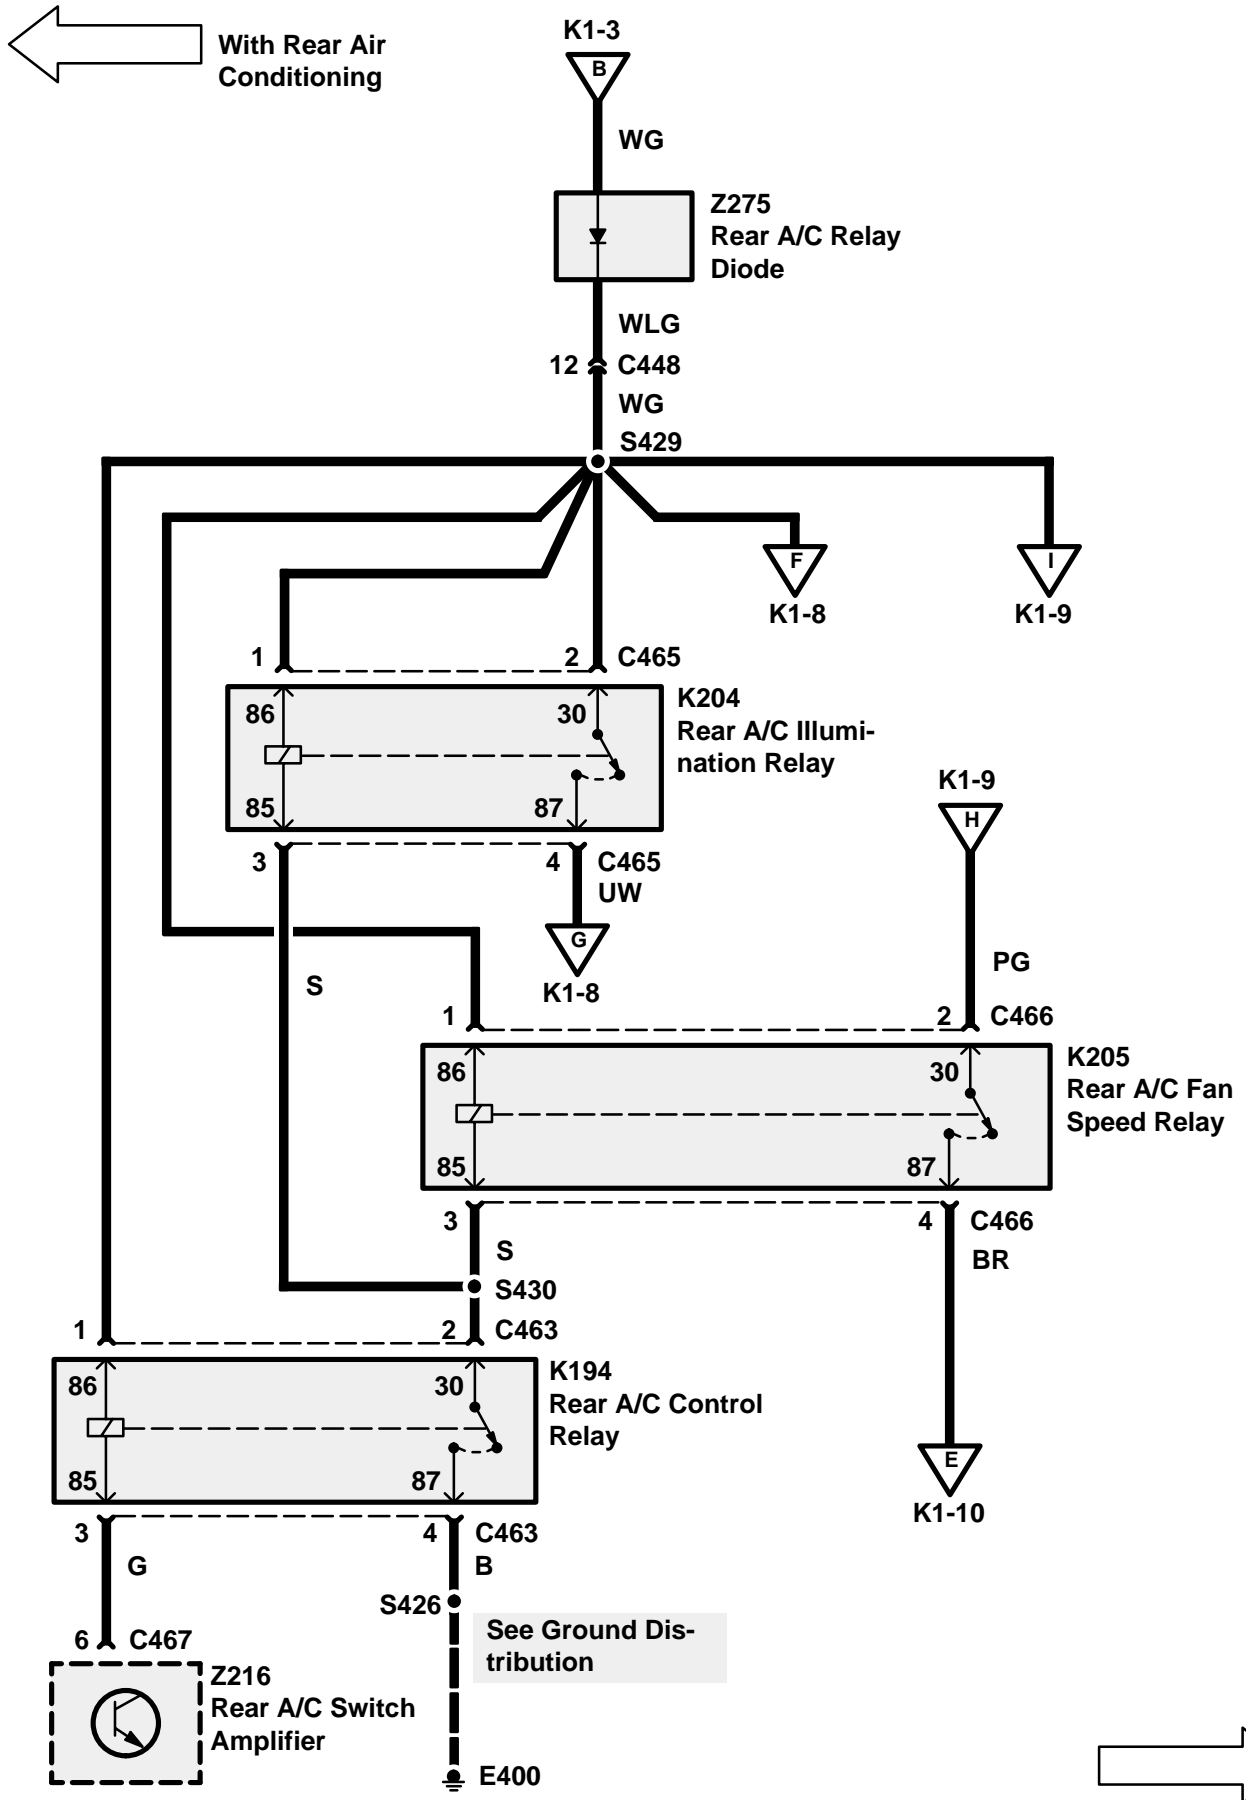 With Rear Air
Conditioning
K1-3
B
WG
Z275
Rear A/C Relay
Diode
WLG
12 C448
WG
S429
F
I
K1-8
K1-9
1 2 C465
K204
86 30
Rear A/C Illumi-
nation Relay
K1-9
85 87
H
3 4 C465
UW
G
PG
S
K1-8
1 2 C466
K205
86 30
Rear A/C Fan
Speed Relay
85 87
3 4 C466
S
BR
S430
1 2 C463
K194
86 30
Rear A/C Control
Relay
E
85 87
K1-10
3 4 C463
G B
S426
See Ground Dis-
tribution
6 C467
Z216
Rear A/C Switch
Amplifier
E400